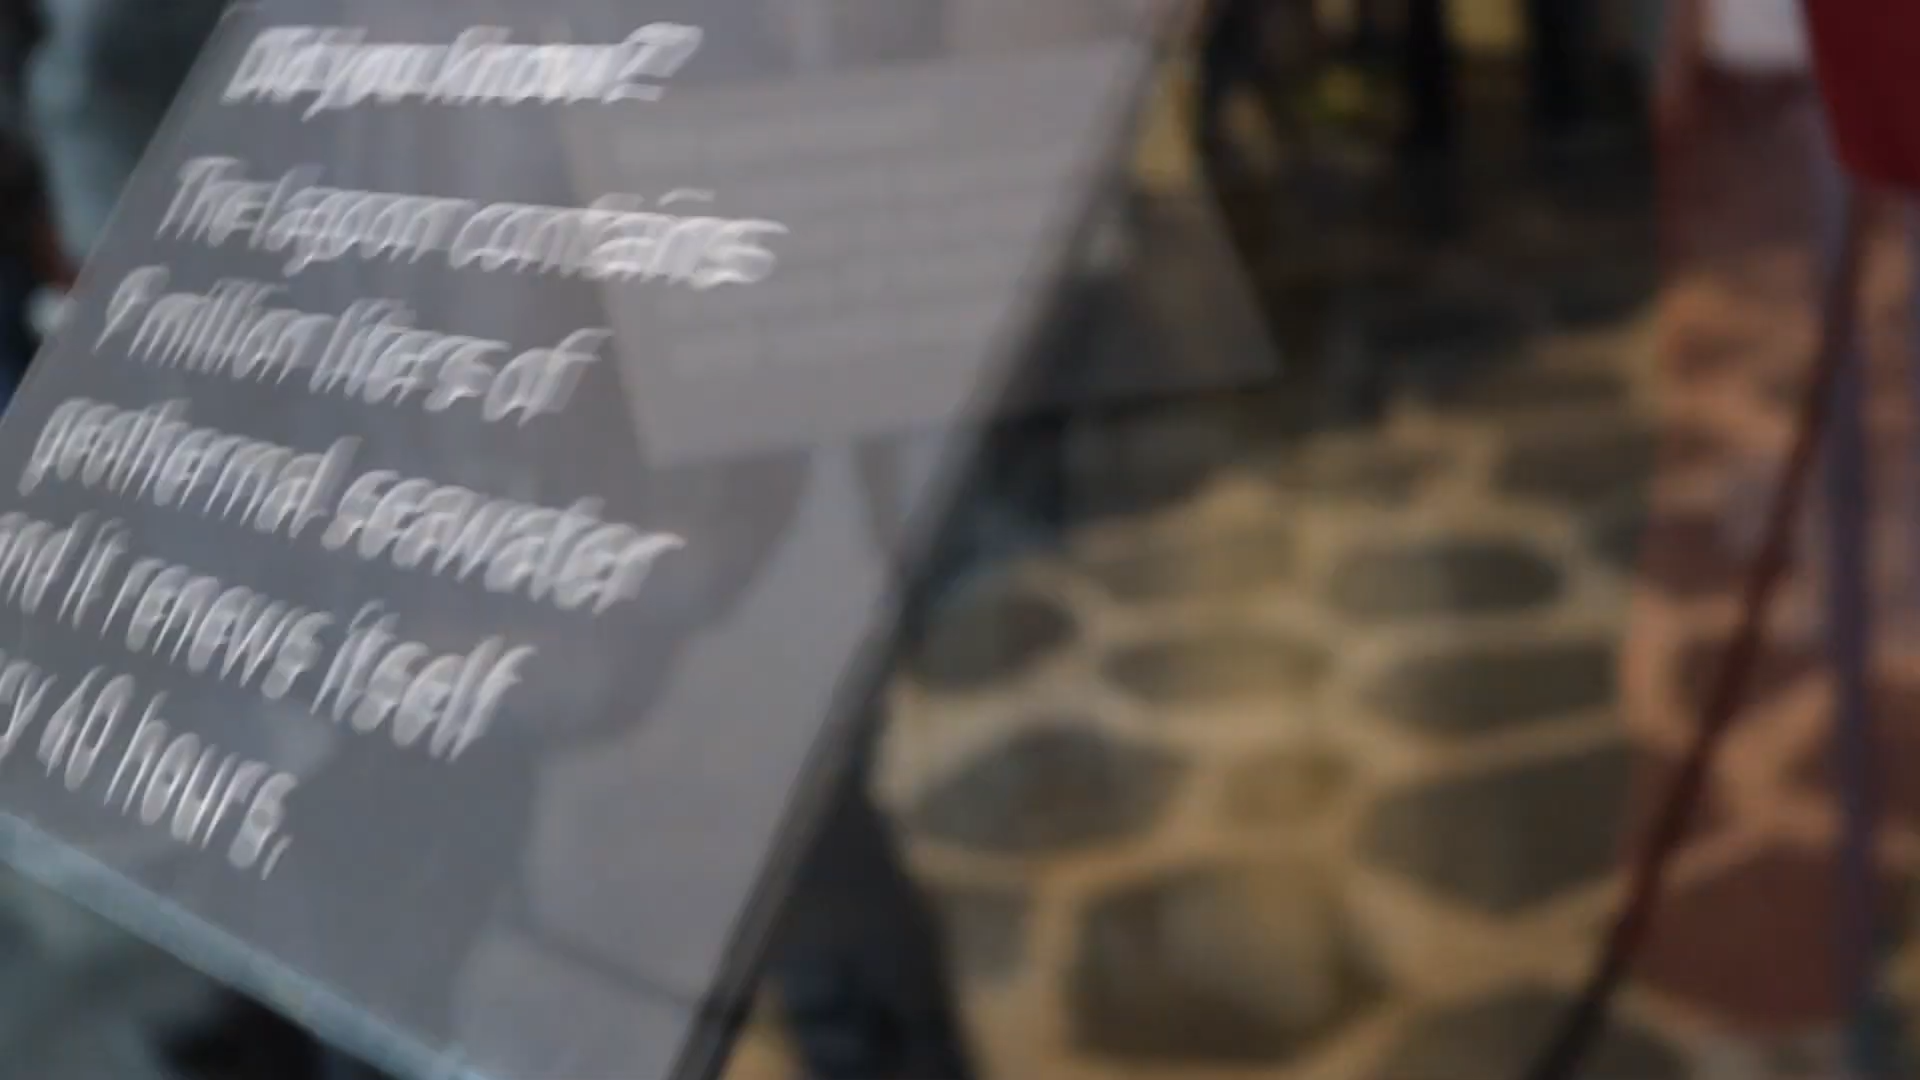 Did you know?
The lagoon contains
9 million liters of
geothermal seawater
and it renews itself
40 hours.